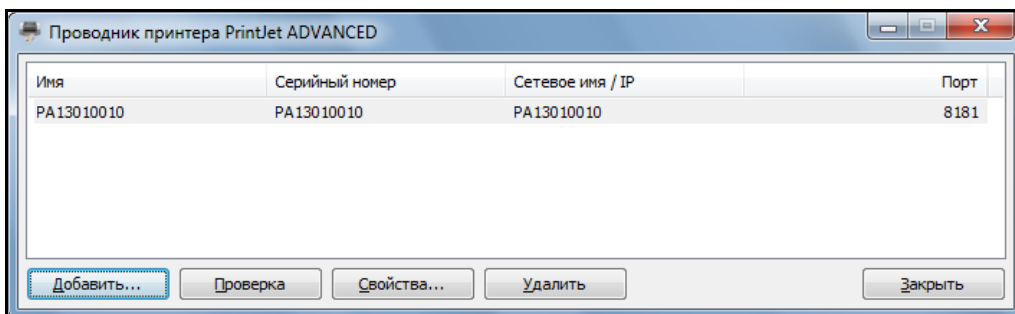 Проводник принтера PrintJet ADVANCED
Имя Серийный номер Сетевое имя / IP Порт
PA13010010 PA13010010 PA13010010 8181
Добавить... Проверка Свойства... Удалить Закрыть